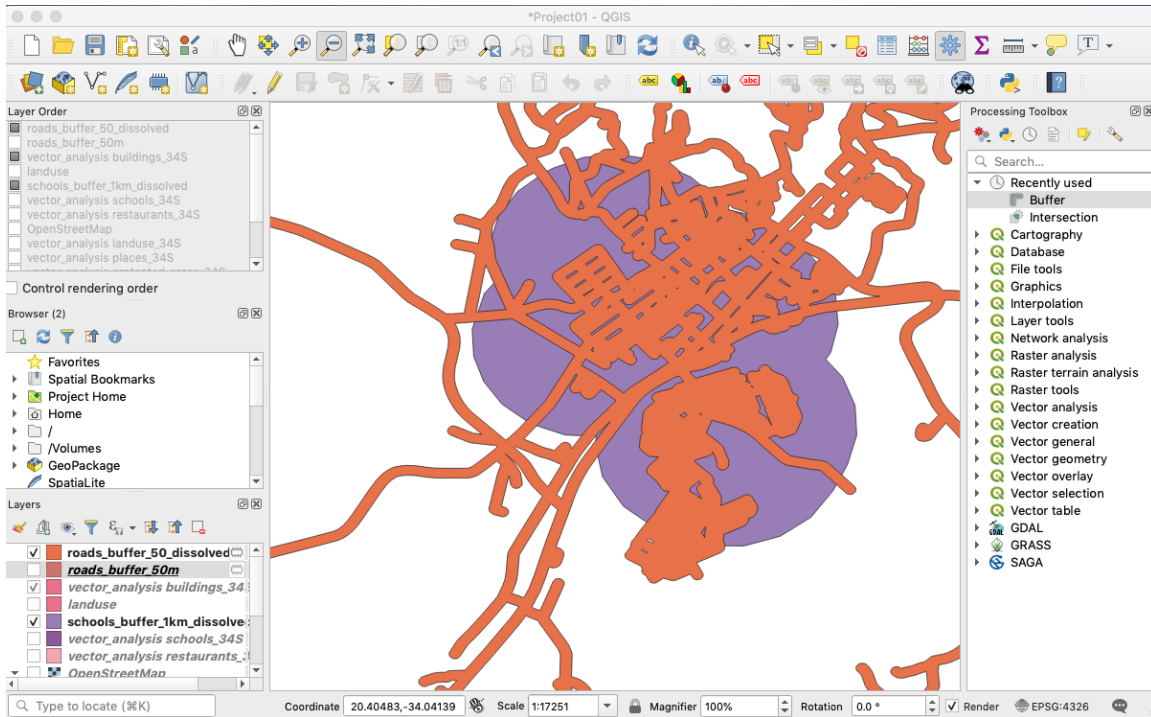 *Project01 - QGIS
Layer Order
roads_buffer_50_dissolved
roads_buffer_50m
vector_analysis buildings_34S
landuse
schools_buffer_1km_dissolved
vector_analysis schools_34S
vector_analysis restaurants_34S
OpenStreetMap
vector_analysis landuse_34S
vector_analysis places_34S
Control rendering order
Browser (2)
Favorites
Spatial Bookmarks
Project Home
Home
/
/Volumes
GeoPackage
SpatiaLite
Layers
roads_buffer_50_dissolved
roads_buffer_50m
vector_analysis buildings_34
landuse
schools_buffer_1km_dissolve
vector_analysis schools_34S
vector_analysis restaurants_
OpenStreetMap
Processing Toolbox
Search...
Recently used
Buffer
Intersection
Cartography
Database
File tools
Graphics
Interpolation
Layer tools
Network analysis
Raster analysis
Raster terrain analysis
Raster tools
Vector analysis
Vector creation
Vector general
Vector geometry
Vector overlay
Vector selection
Vector table
GDAL
GRASS
SAGA
Type to locate (⌘K) Coordinate 20.40483,-34.04139 Scale 1:17251 Magnifier 100% Rotation 0.0 ° Render EPSG:4326